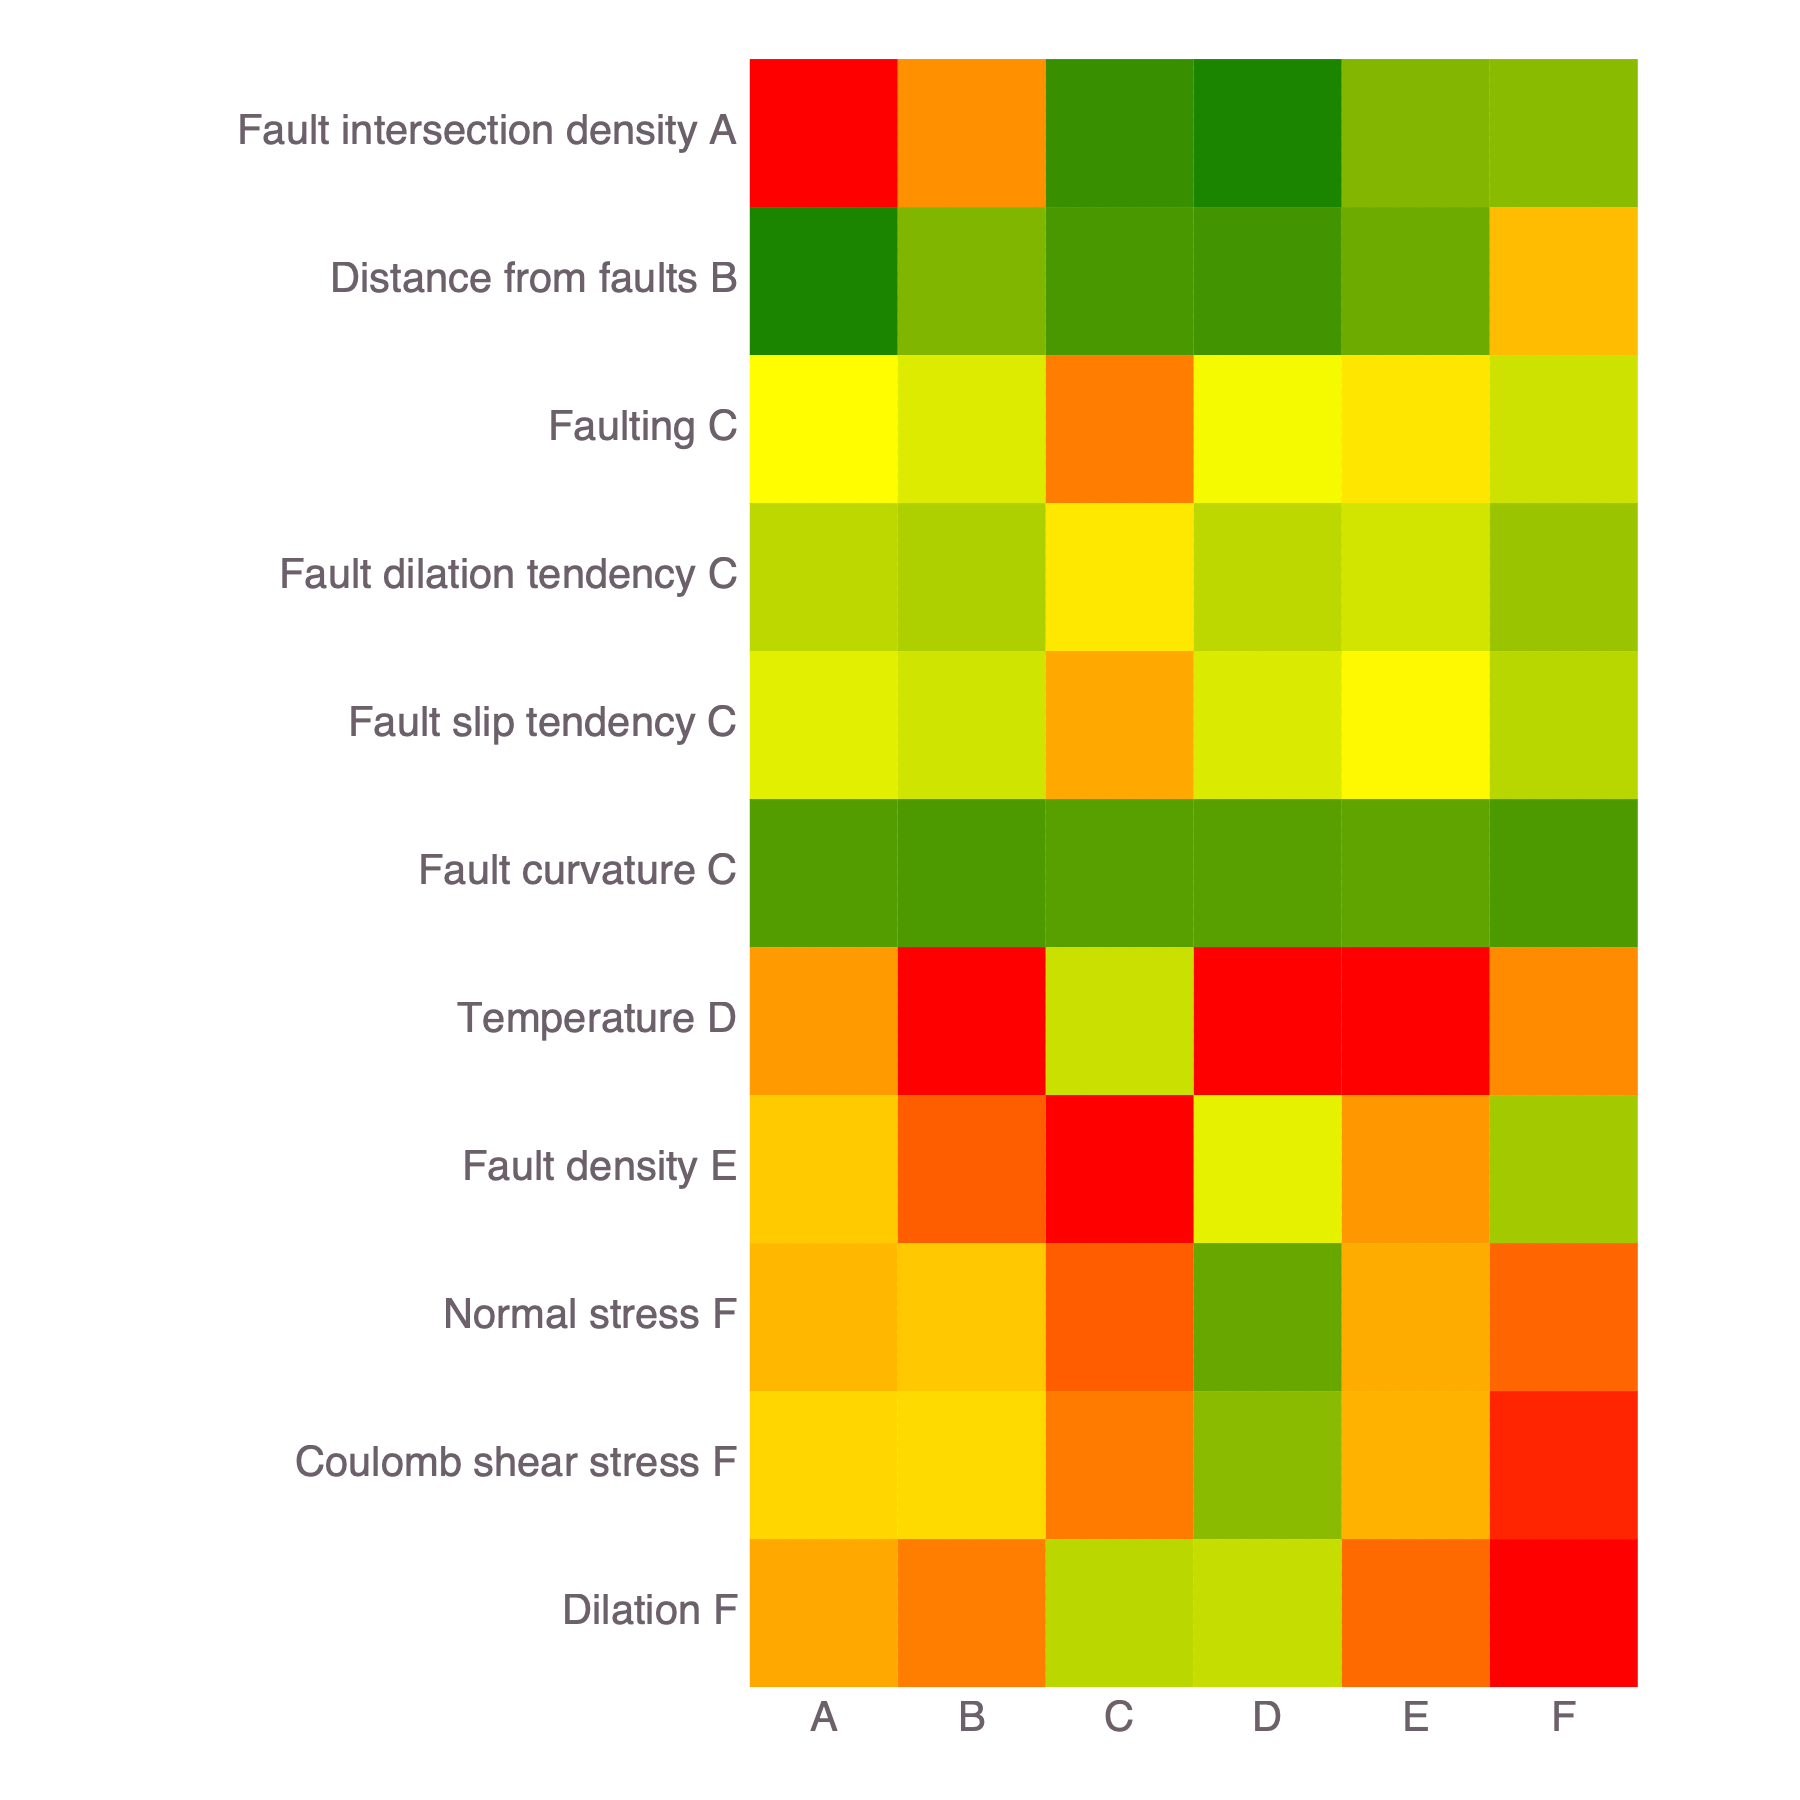 Fault intersection density A
Distance from faults B
Faulting C
Fault dilation tendency C
Fault slip tendency C
Fault curvature C
Temperature D
Fault density E
Normal stress F
Coulomb shear stress F
Dilation F
A B C D E F